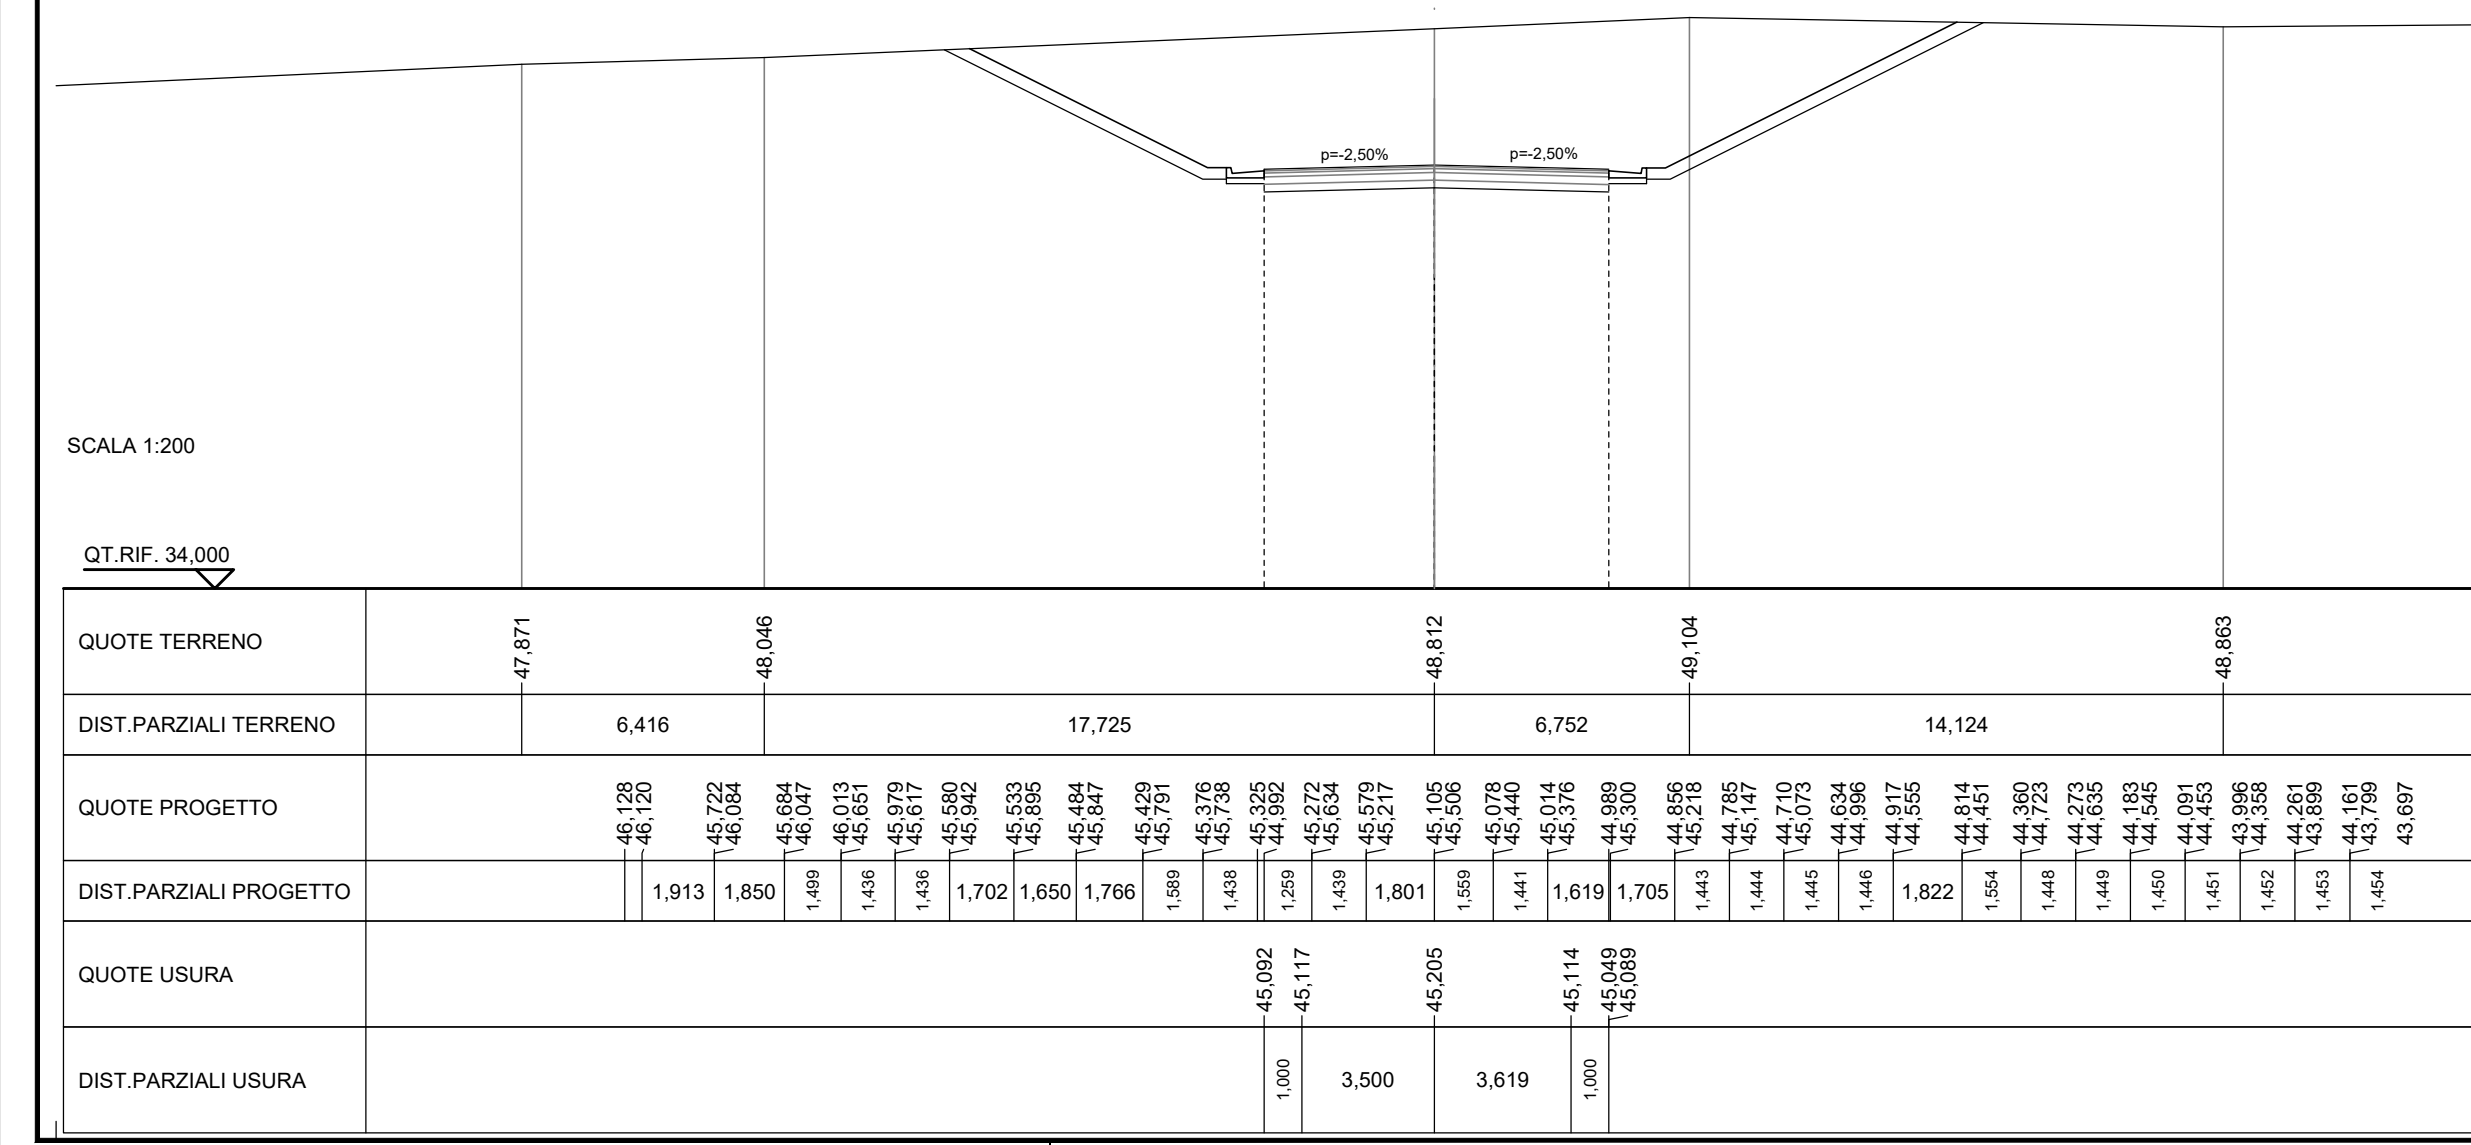 p=-2,50% p=-2,50%
SCALA 1:200
QT.RIF. 34,000
QUOTE TERRENO 47,871 48,046 48,812 49,104 48,863
DIST.PARZIALI TERRENO 6,416 17,725 6,752 14,124
QUOTE PROGETTO 46,128 46,120 45,722 46,084 45,684 46,047 46,013 45,651 45,979 45,617 45,580 45,942 45,533 45,895 45,484 45,847 45,429 45,791 45,376 45,738 45,325 44,992 45,272 45,634 45,579 45,217 45,105 45,506 45,078 45,440 45,014 45,376 44,989 45,300 44,856 45,218 44,785 45,147 44,710 45,073 44,634 44,996 44,917 44,555 44,814 44,451 44,360 44,723 44,273 44,635 44,183 44,545 44,091 44,453 43,996 44,358 44,261 43,899 44,161 43,799 43,697
DIST.PARZIALI PROGETTO 1,913 1,850 1,499 1,436 1,436 1,702 1,650 1,766 1,589 1,438 1,259 1,439 1,801 1,559 1,441 1,619 1,705 1,443 1,444 1,445 1,446 1,822 1,554 1,448 1,449 1,450 1,451 1,452 1,453 1,454
QUOTE USURA 45,092 45,117 45,205 45,114 45,049 45,089
DIST.PARZIALI USURA 1,000 3,500 3,619 1,000